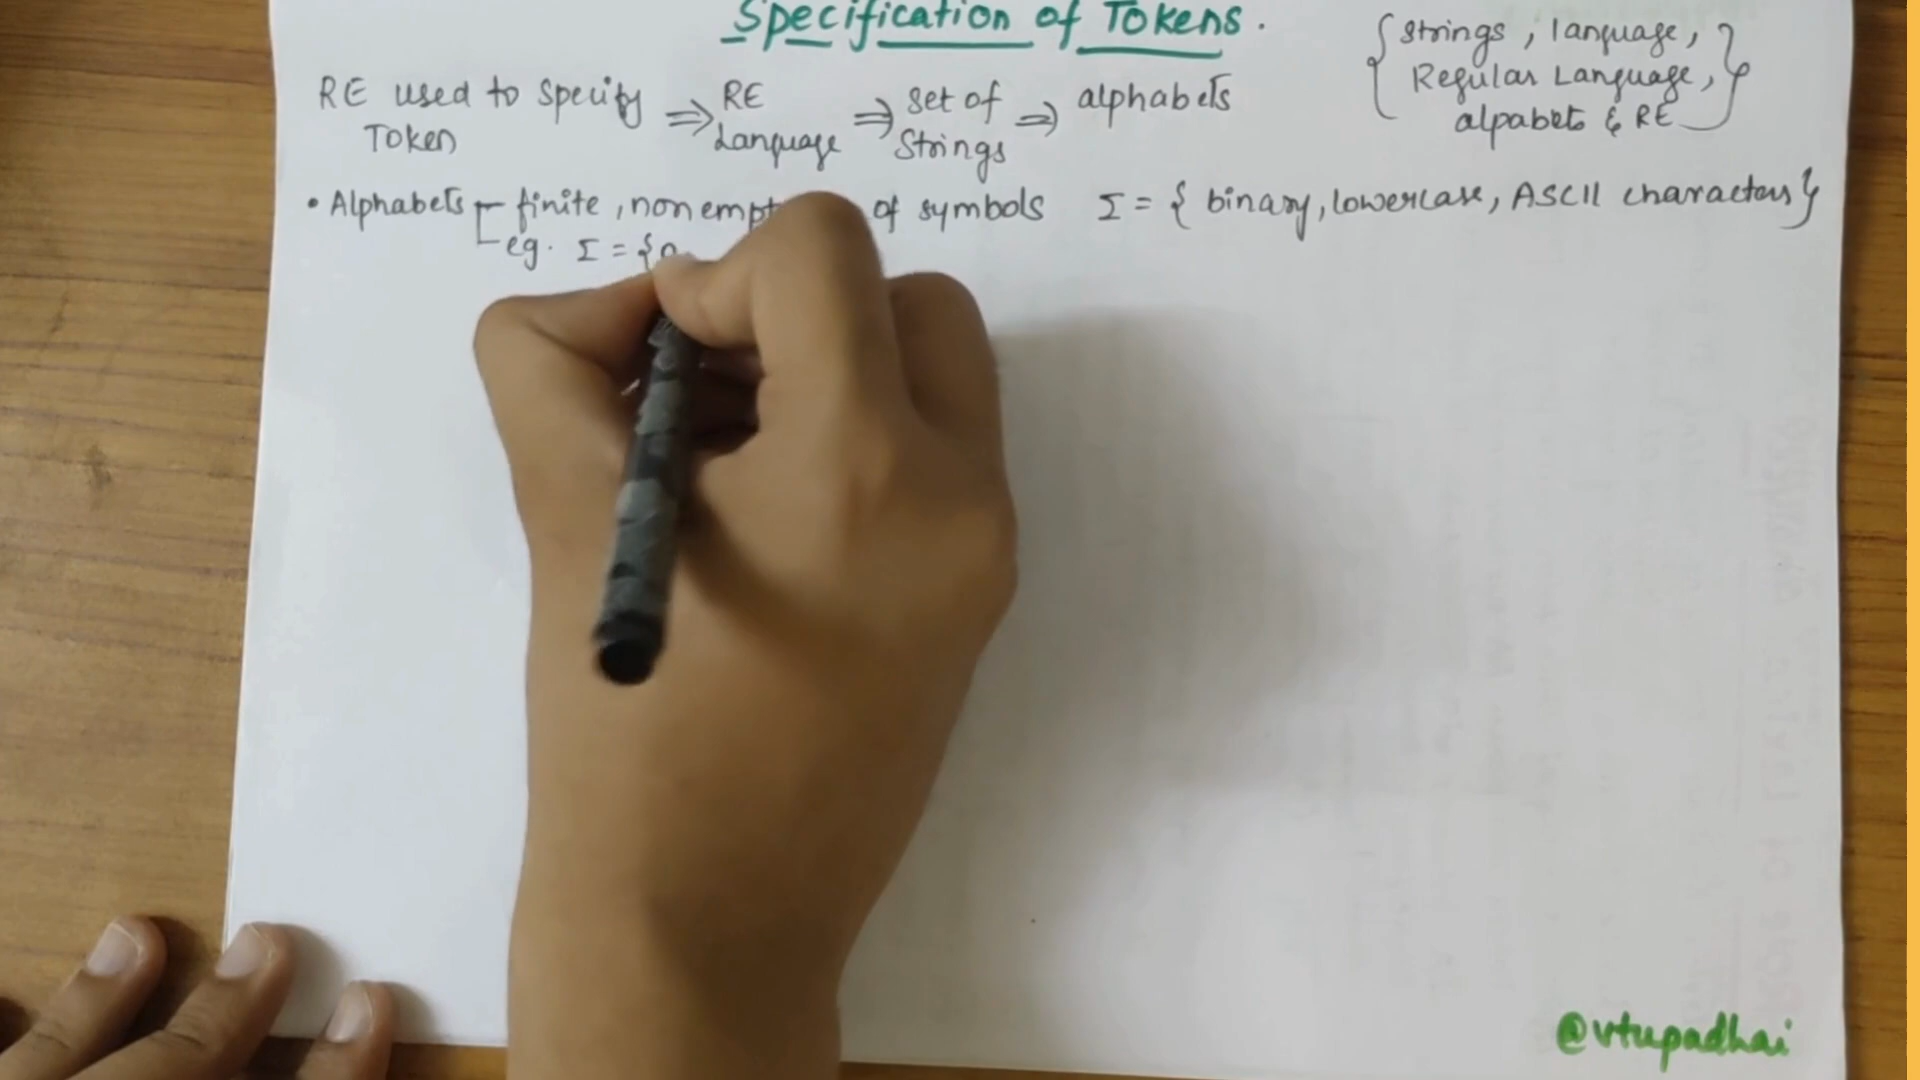 Specification of Tokens.
{ strings, language,
Regular Language,
alpabets & RE }
RE used to specify
Token
⇒ RE
Language
⇒ set of
Strings
⇒ alphabets
• Alphabets finite, non empt of symbols Σ = { binary, lowercase, ASCII characters }
eg. Σ = {
@vtupadhai